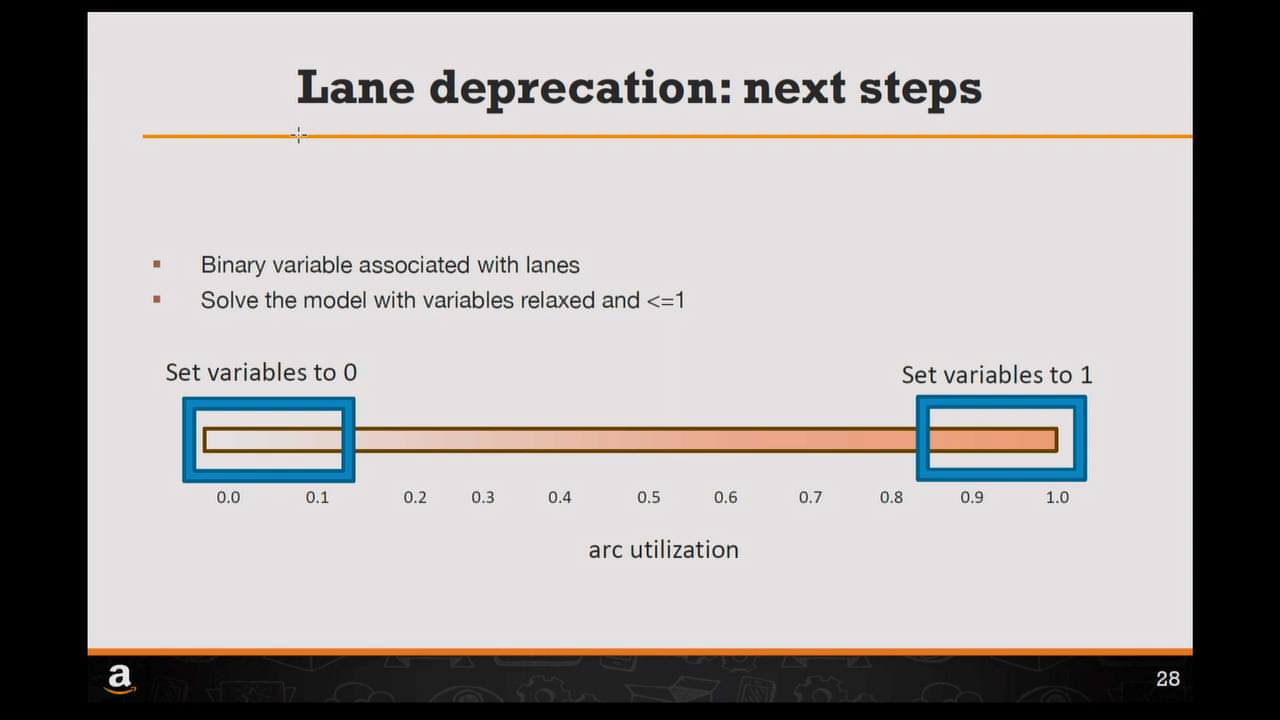 Lane deprecation: next steps
Binary variable associated with lanes
Solve the model with variables relaxed and <=1
Set variables to 0
Set variables to 1
0.0 0.1 0.2 0.3 0.4 0.5 0.6 0.7 0.8 0.9 1.0
arc utilization
a
28